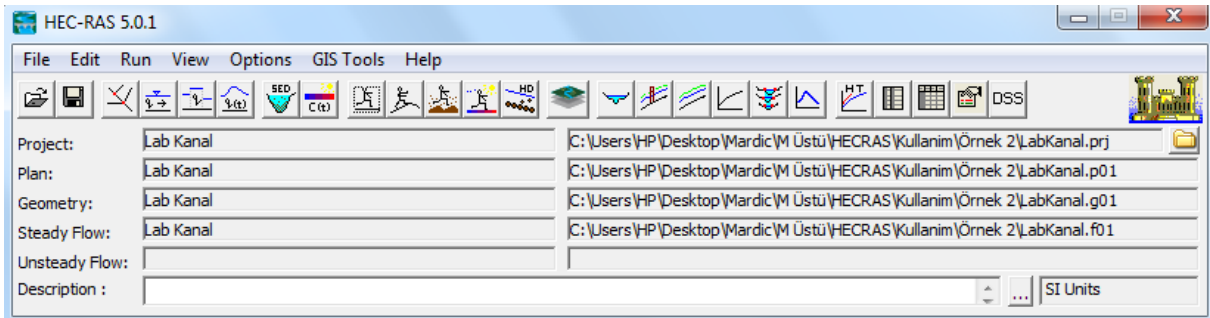 HEC-RAS 5.0.1
File Edit Run View Options GIS Tools Help
SED C(t) HD HT DSS
Project: Lab Kanal C:\Users\HP\Desktop\Mardic\M Üstü\HECRAS\Kullanim\Örnek 2\LabKanal.prj
Plan: Lab Kanal C:\Users\HP\Desktop\Mardic\M Üstü\HECRAS\Kullanim\Örnek 2\LabKanal.p01
Geometry: Lab Kanal C:\Users\HP\Desktop\Mardic\M Üstü\HECRAS\Kullanim\Örnek 2\LabKanal.g01
Steady Flow: Lab Kanal C:\Users\HP\Desktop\Mardic\M Üstü\HECRAS\Kullanim\Örnek 2\LabKanal.f01
Unsteady Flow:
Description : ... SI Units